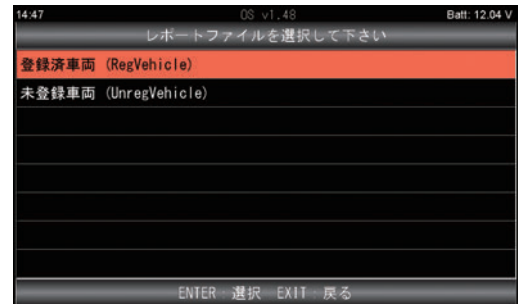 14:47 OS v1.48 Batt: 12.04 V
レポートファイルを選択して下さい
登録済車両 (RegVehicle)
未登録車両 (UnregVehicle)
ENTER : 選択 EXIT : 戻る